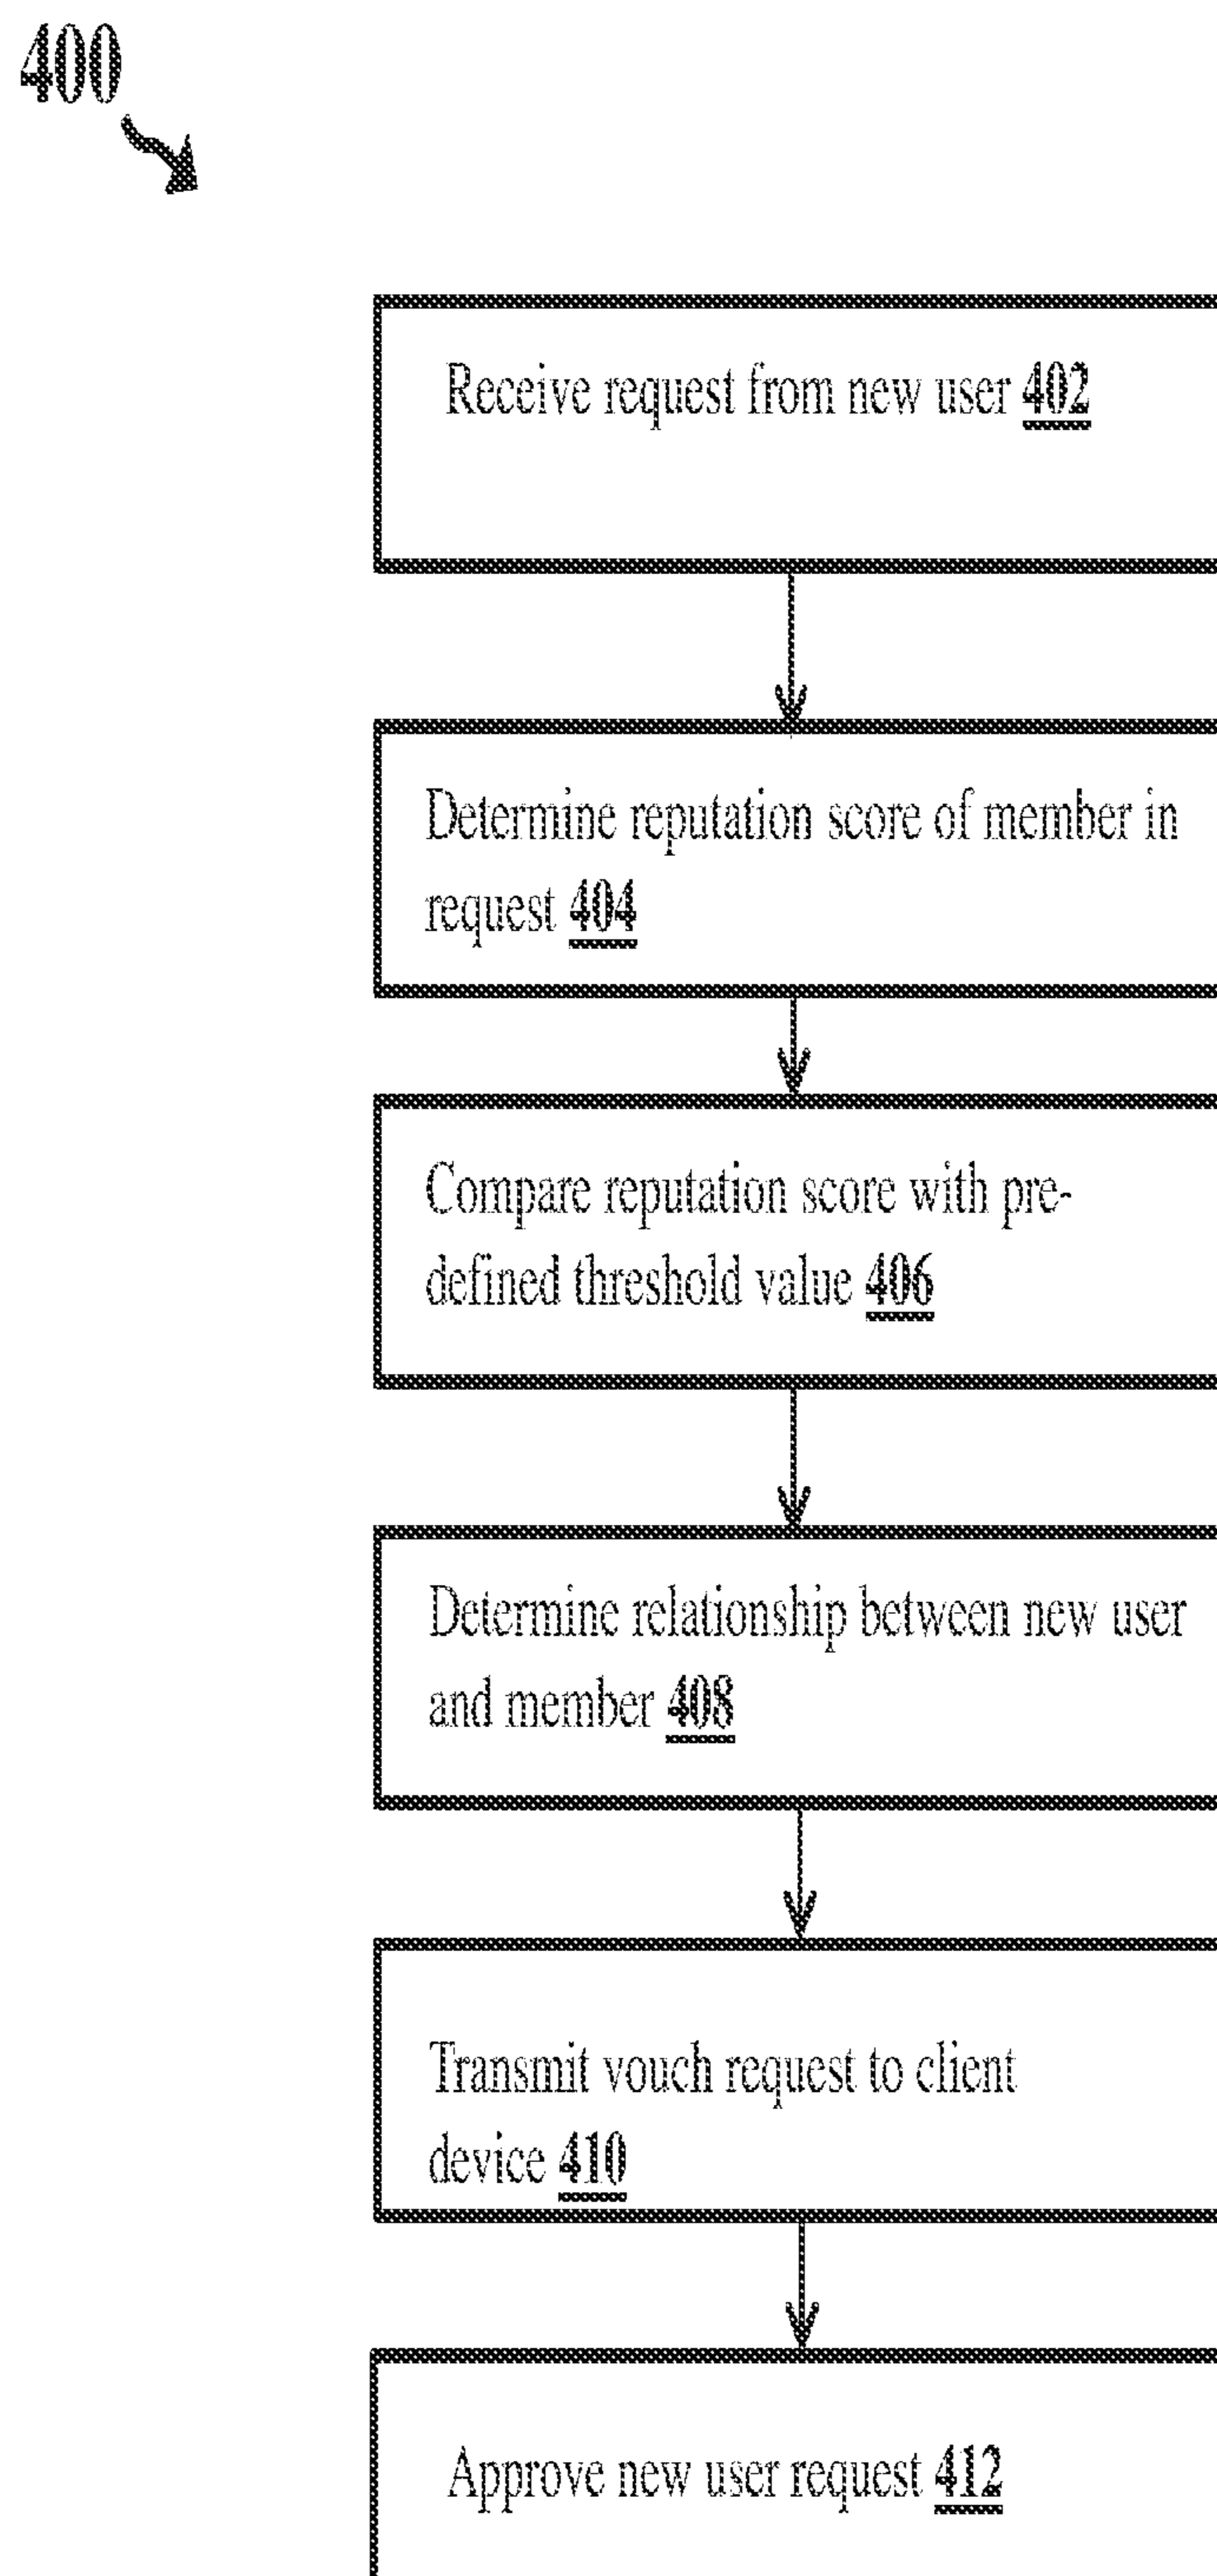 400
Receive request from new user 402
Determine reputation score of member in
request 404
Compare reputation score with pre-
defined threshold value 406
Determine relationship between new user
and member 408
Transmit vouch request to client
device 410
Approve new user request 412